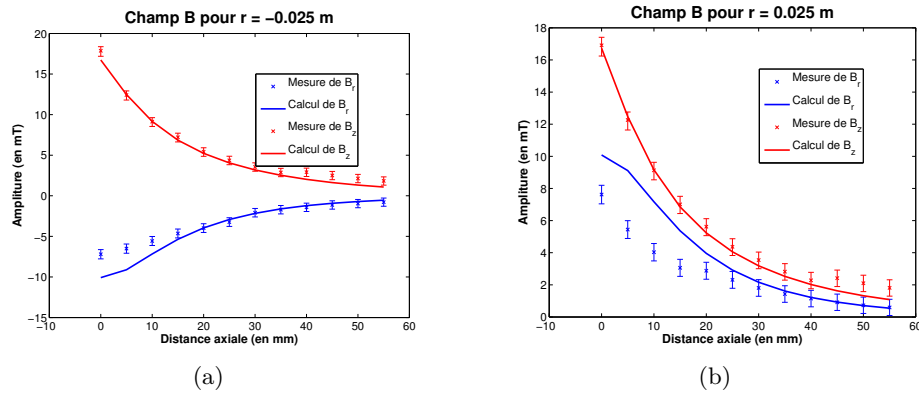 Champ B pour r = −0.025 m
Amplitude (en mT)
20
15
10
5
0
−5
−10
−15
Mesure de B_r
Calcul de B_r
Mesure de B_z
Calcul de B_z
−10 0 10 20 30 40 50 60
Distance axiale (en mm)
(a)
Champ B pour r = 0.025 m
Ampliture (en mT)
18
16
14
12
10
8
6
4
2
0
Mesure de B_r
Calcul de B_r
Mesure de B_z
Calcul de B_z
−10 0 10 20 30 40 50 60
Distance axiale (en mm)
(b)